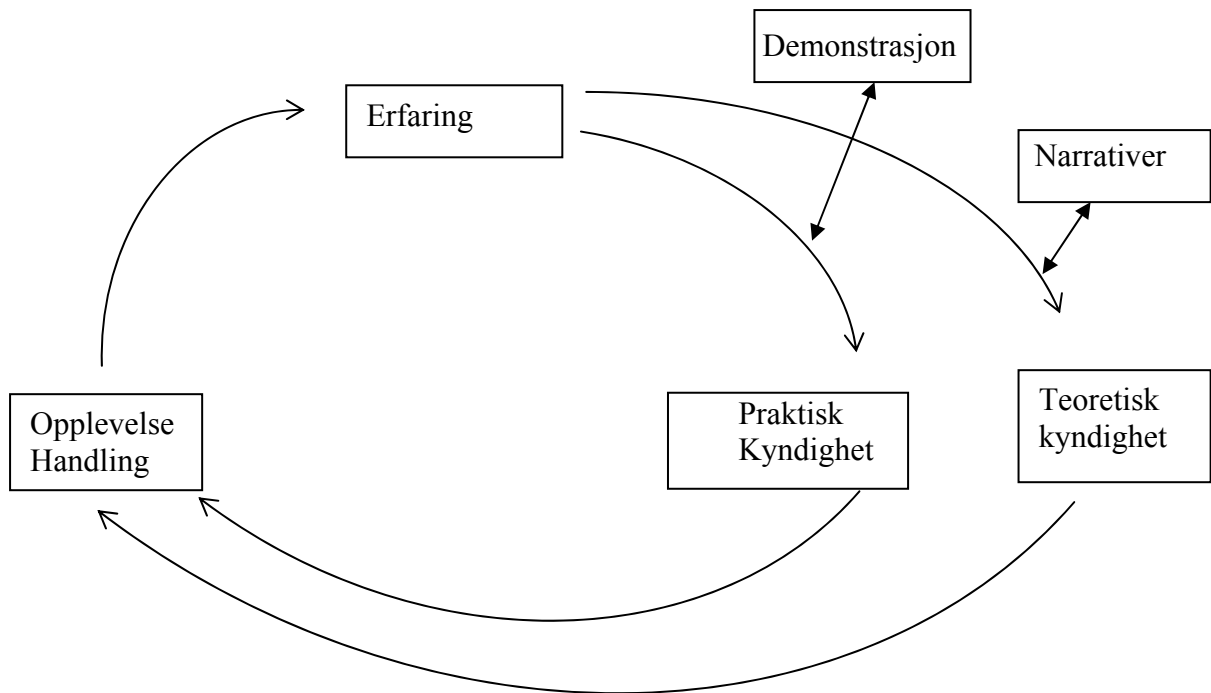 Demonstrasjon
Erfaring
Narrativer
Opplevelse
Handling
Praktisk
Kyndighet
Teoretisk
kyndighet